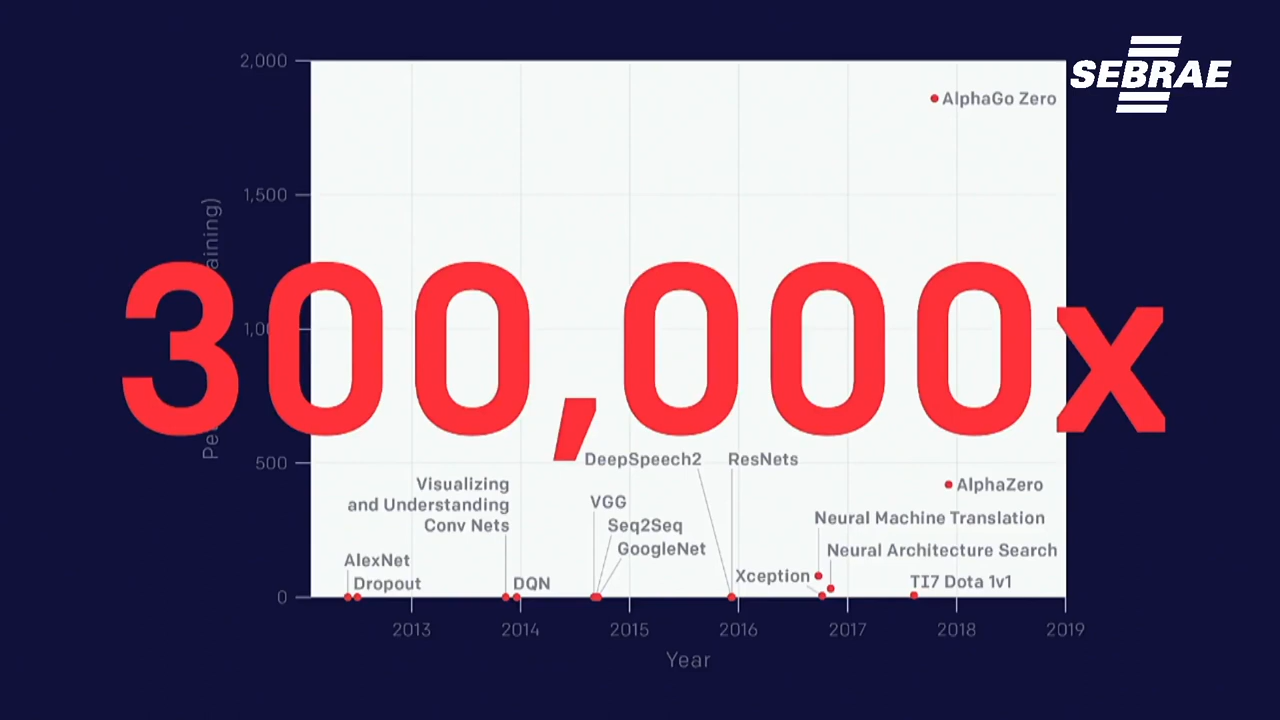 SEBRAE
2,000
AlphaGo Zero
1,500
300,000x
500
DeepSpeech2
ResNets
Visualizing
and Understanding
Conv Nets
AlphaZero
VGG
Neural Machine Translation
Seq2Seq
GoogleNet
Neural Architecture Search
AlexNet
Xception
Dropout
DQN
TI7 Dota 1v1
0
2013
2014
2015
2016
2017
2018
2019
Year